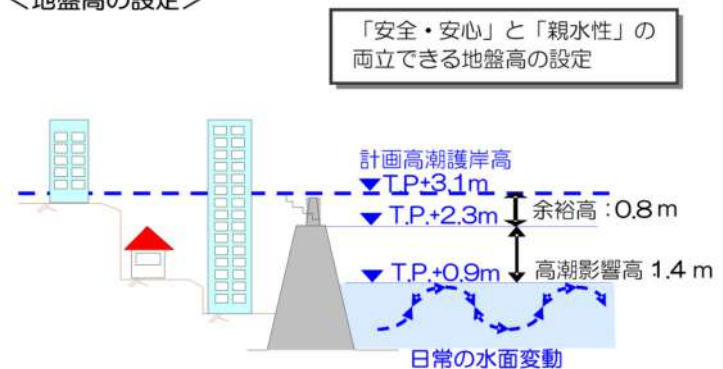 ＜地盤高の設定＞
「安全・安心」と「親水性」の
両立できる地盤高の設定
計画高潮護岸高
▼T.P+3.1m
余裕高：0.8m
▼T.P.+2.3m
高潮影響高 1.4m
▼T.P.+0.9m
日常の水面変動